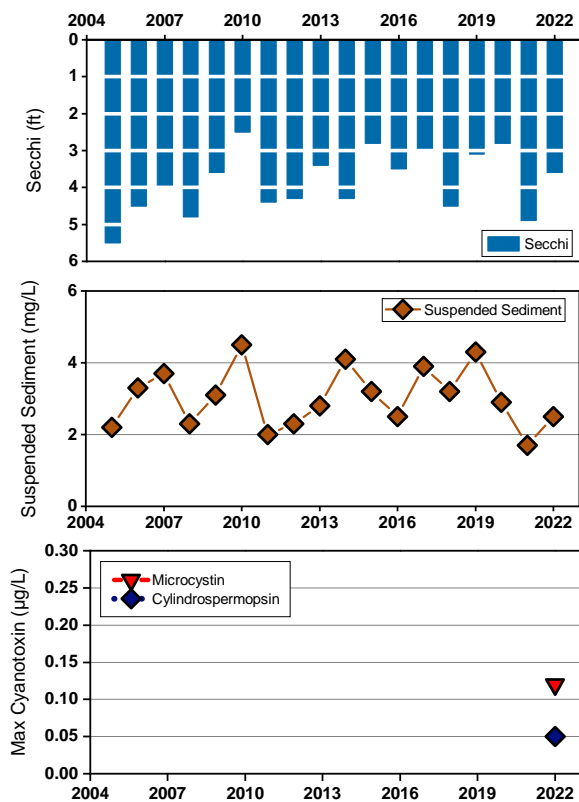 2004 2007 2010 2013 2016 2019 2022
0
1
2
3
4
5
6
Secchi (ft)
Secchi
6
4
2
0
Suspended Sediment (mg/L)
Suspended Sediment
2004 2007 2010 2013 2016 2019 2022
0.30
0.25
0.20
0.15
0.10
0.05
0.00
Max Cyanotoxin (µg/L)
Microcystin
Cylindrospermopsin
2004 2007 2010 2013 2016 2019 2022